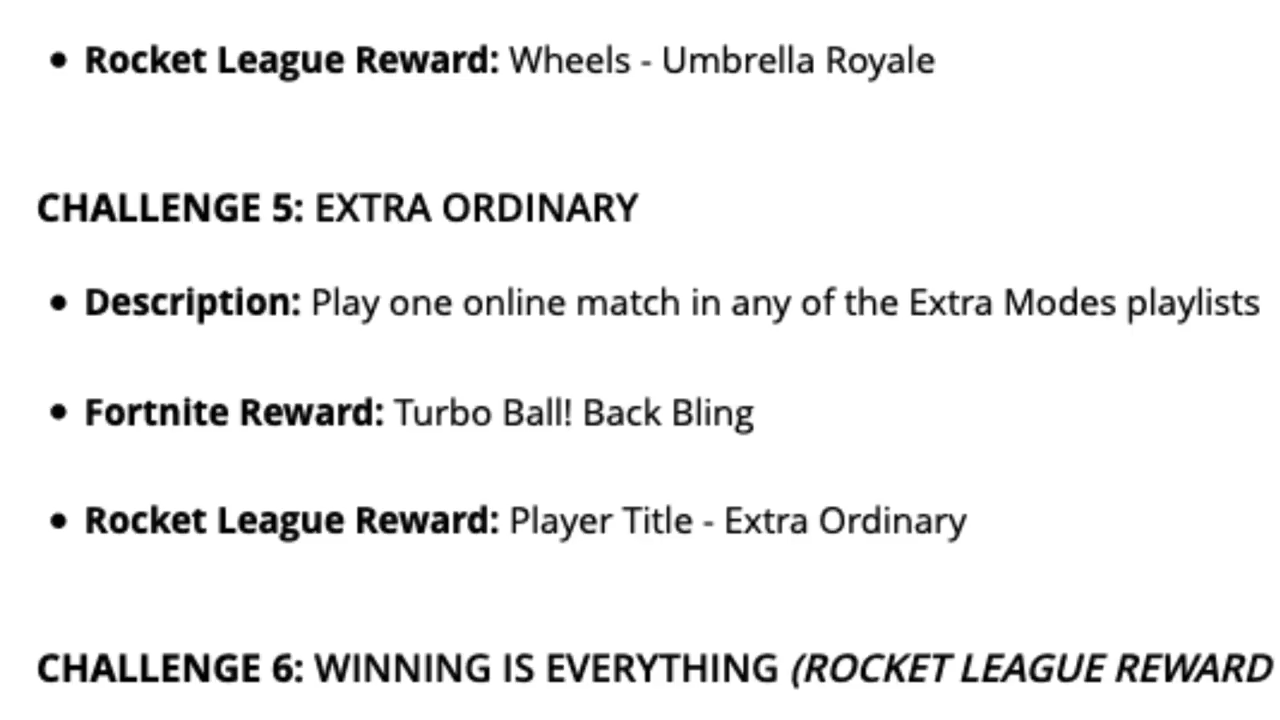 • Rocket League Reward: Wheels - Umbrella Royale
CHALLENGE 5: EXTRA ORDINARY
• Description: Play one online match in any of the Extra Modes playlists
• Fortnite Reward: Turbo Ball! Back Bling
• Rocket League Reward: Player Title - Extra Ordinary
CHALLENGE 6: WINNING IS EVERYTHING (ROCKET LEAGUE REWARD